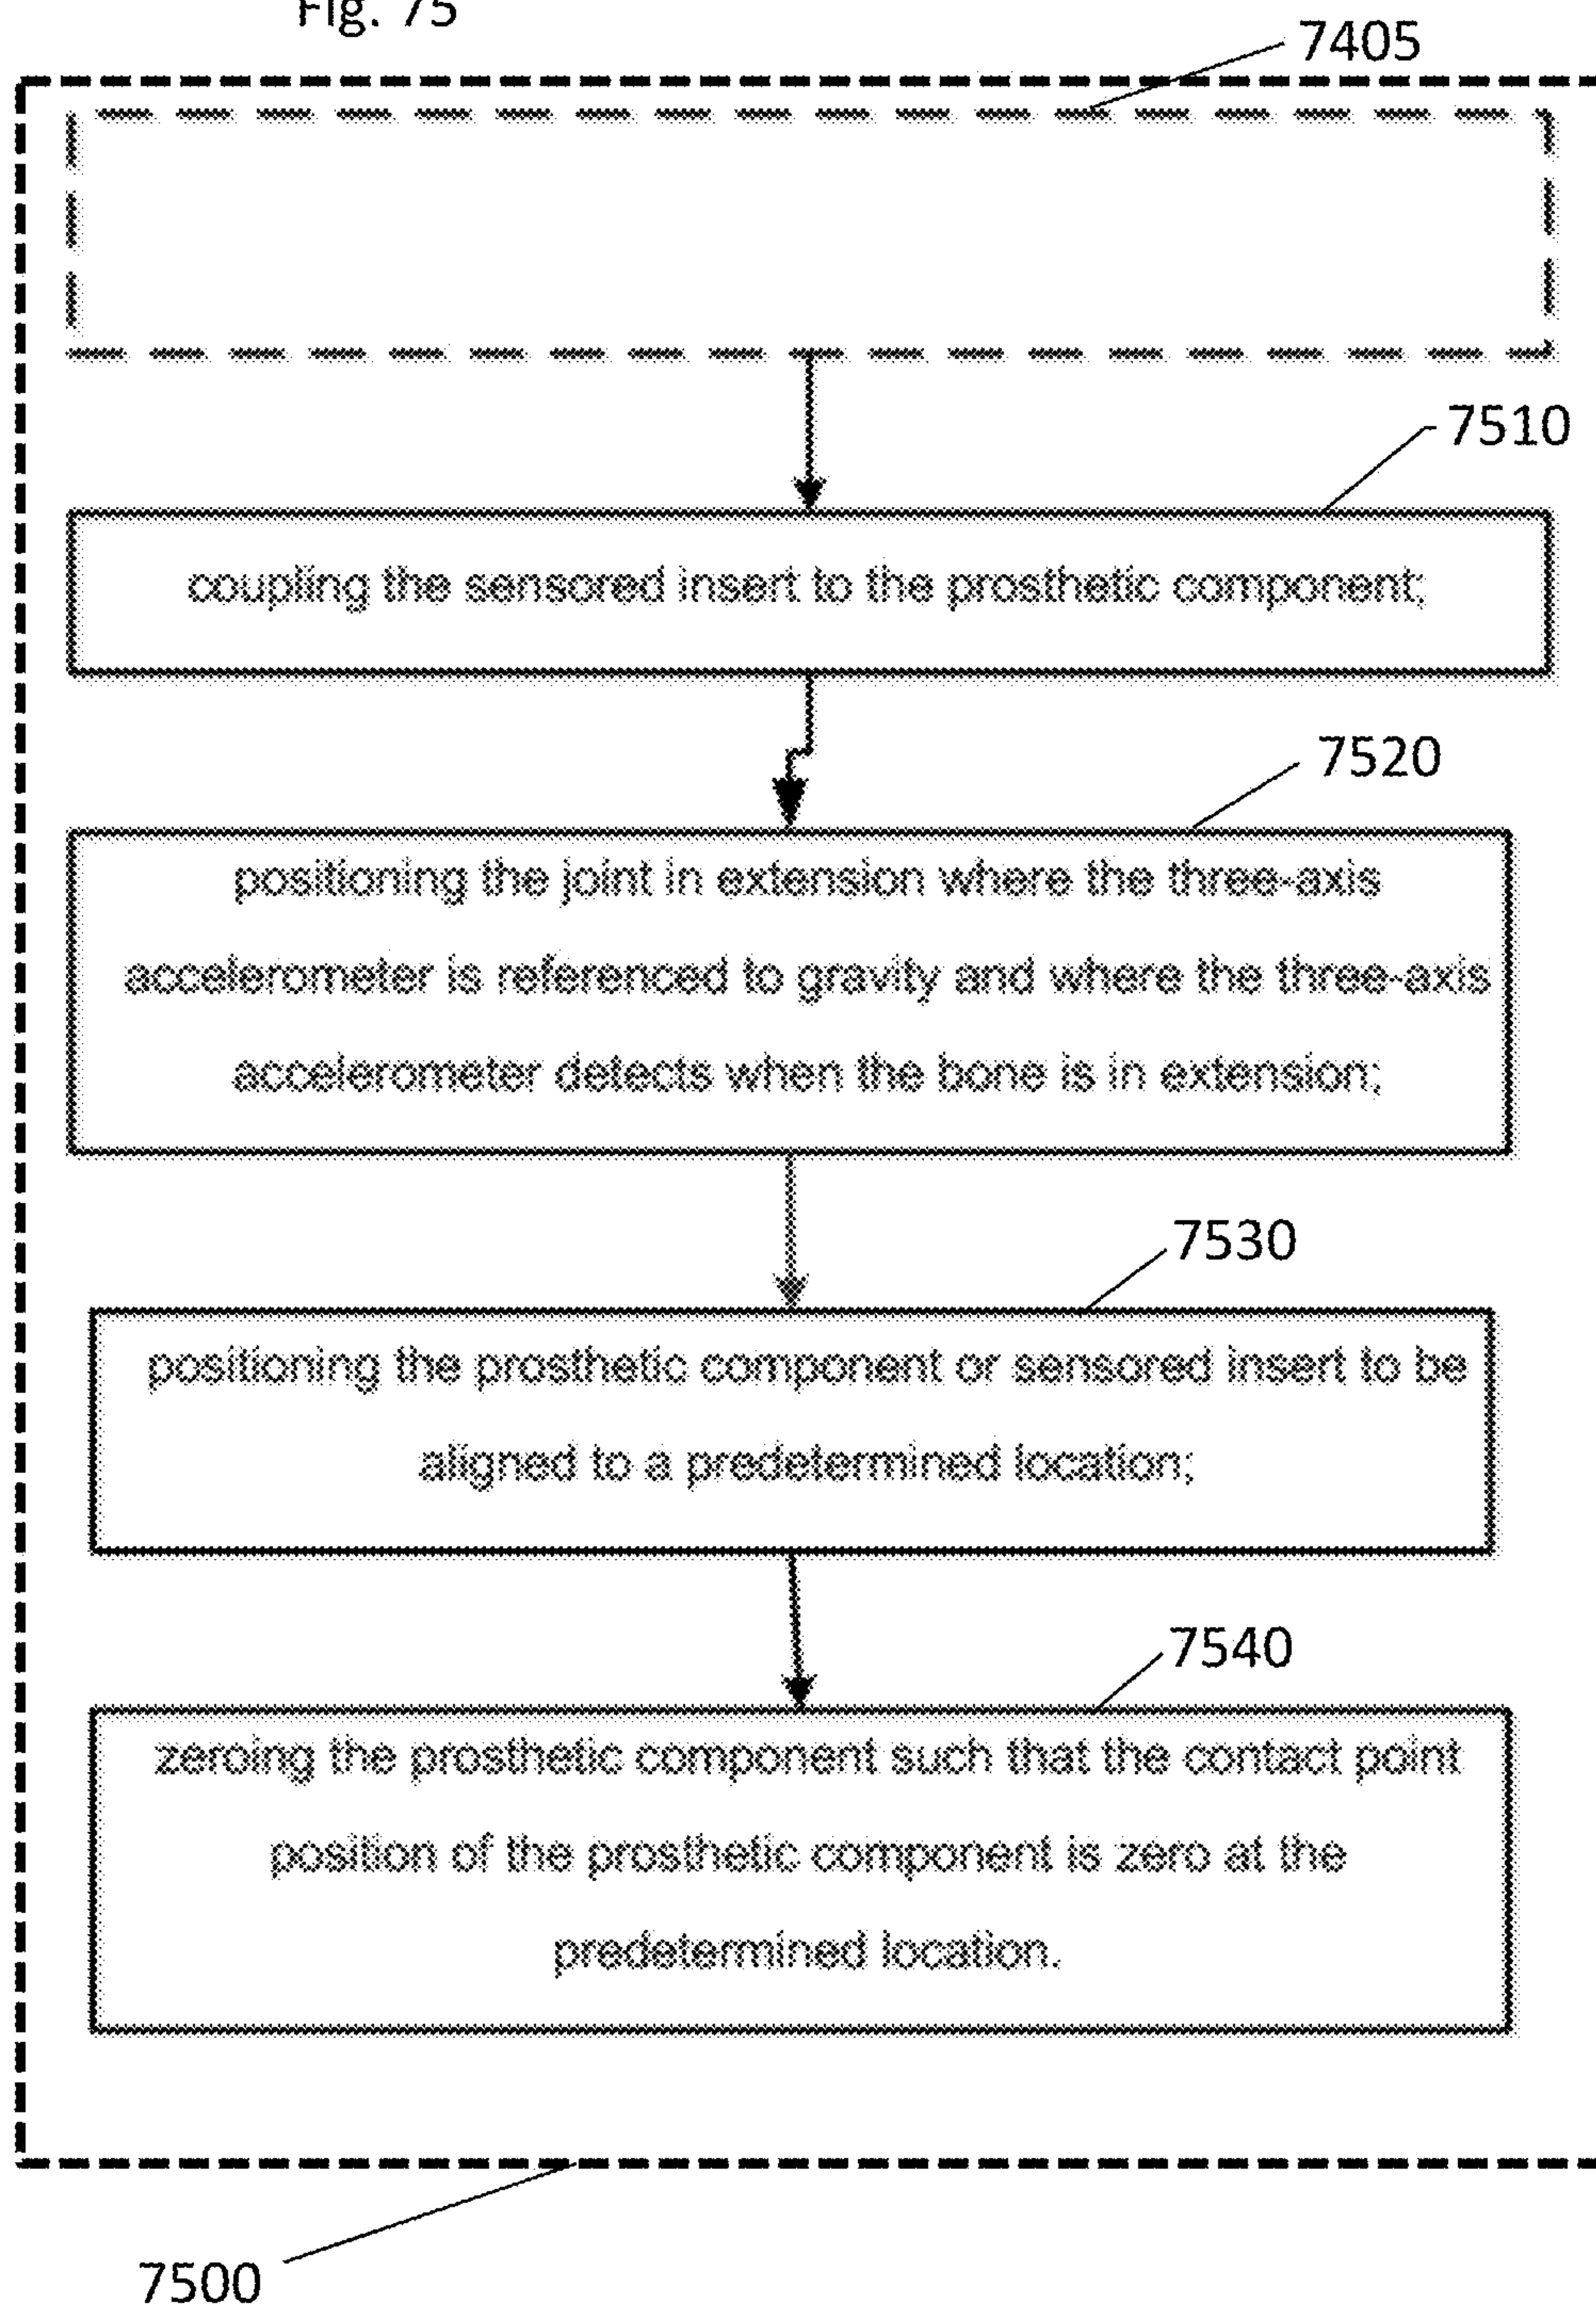 Fig. 75
7405
7510
coupling the sensored insert to the prosthetic component;
7520
positioning the joint in extension where the three-axis
accelerometer is referenced to gravity and where the three-axis
accelerometer detects when the bone is in extension;
7530
positioning the prosthetic component or sensored insert to be
aligned to a predetermined location;
7540
zeroing the prosthetic component such that the contact point
position of the prosthetic component is zero at the
predetermined location.
7500